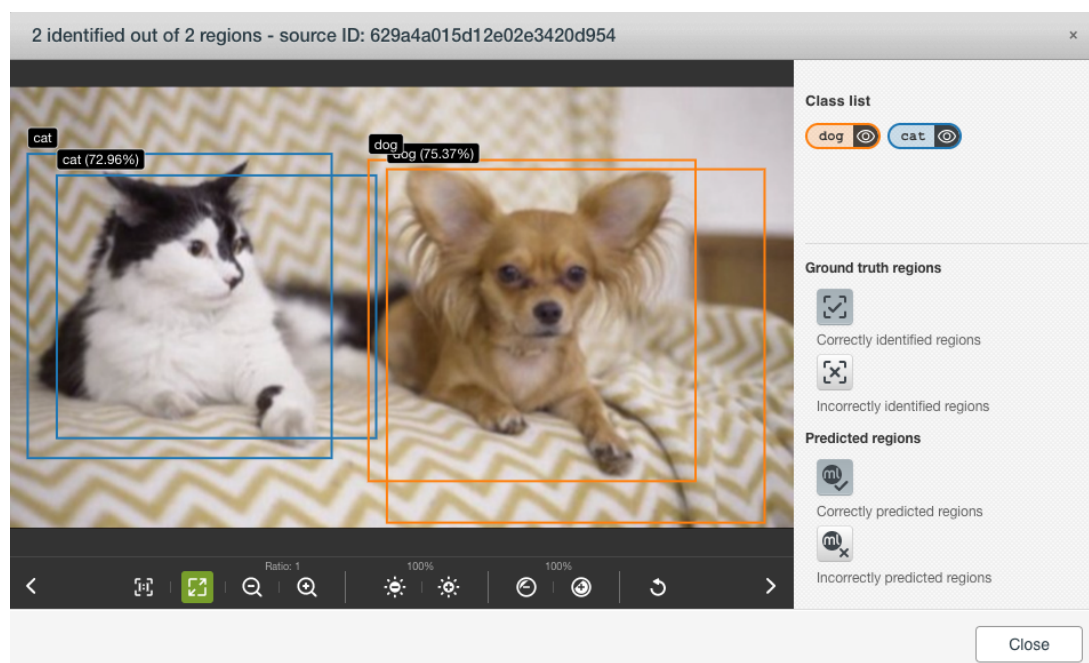 2 identified out of 2 regions - source ID: 629a4a015d12e02e3420d954
×
cat
cat (72.96%)
dog
dog (75.37%)
Class list
dog
cat
Ground truth regions
Correctly identified regions
Incorrectly identified regions
Predicted regions
ml
Correctly predicted regions
ml
Incorrectly predicted regions
Ratio: 1
100%
100%
Close